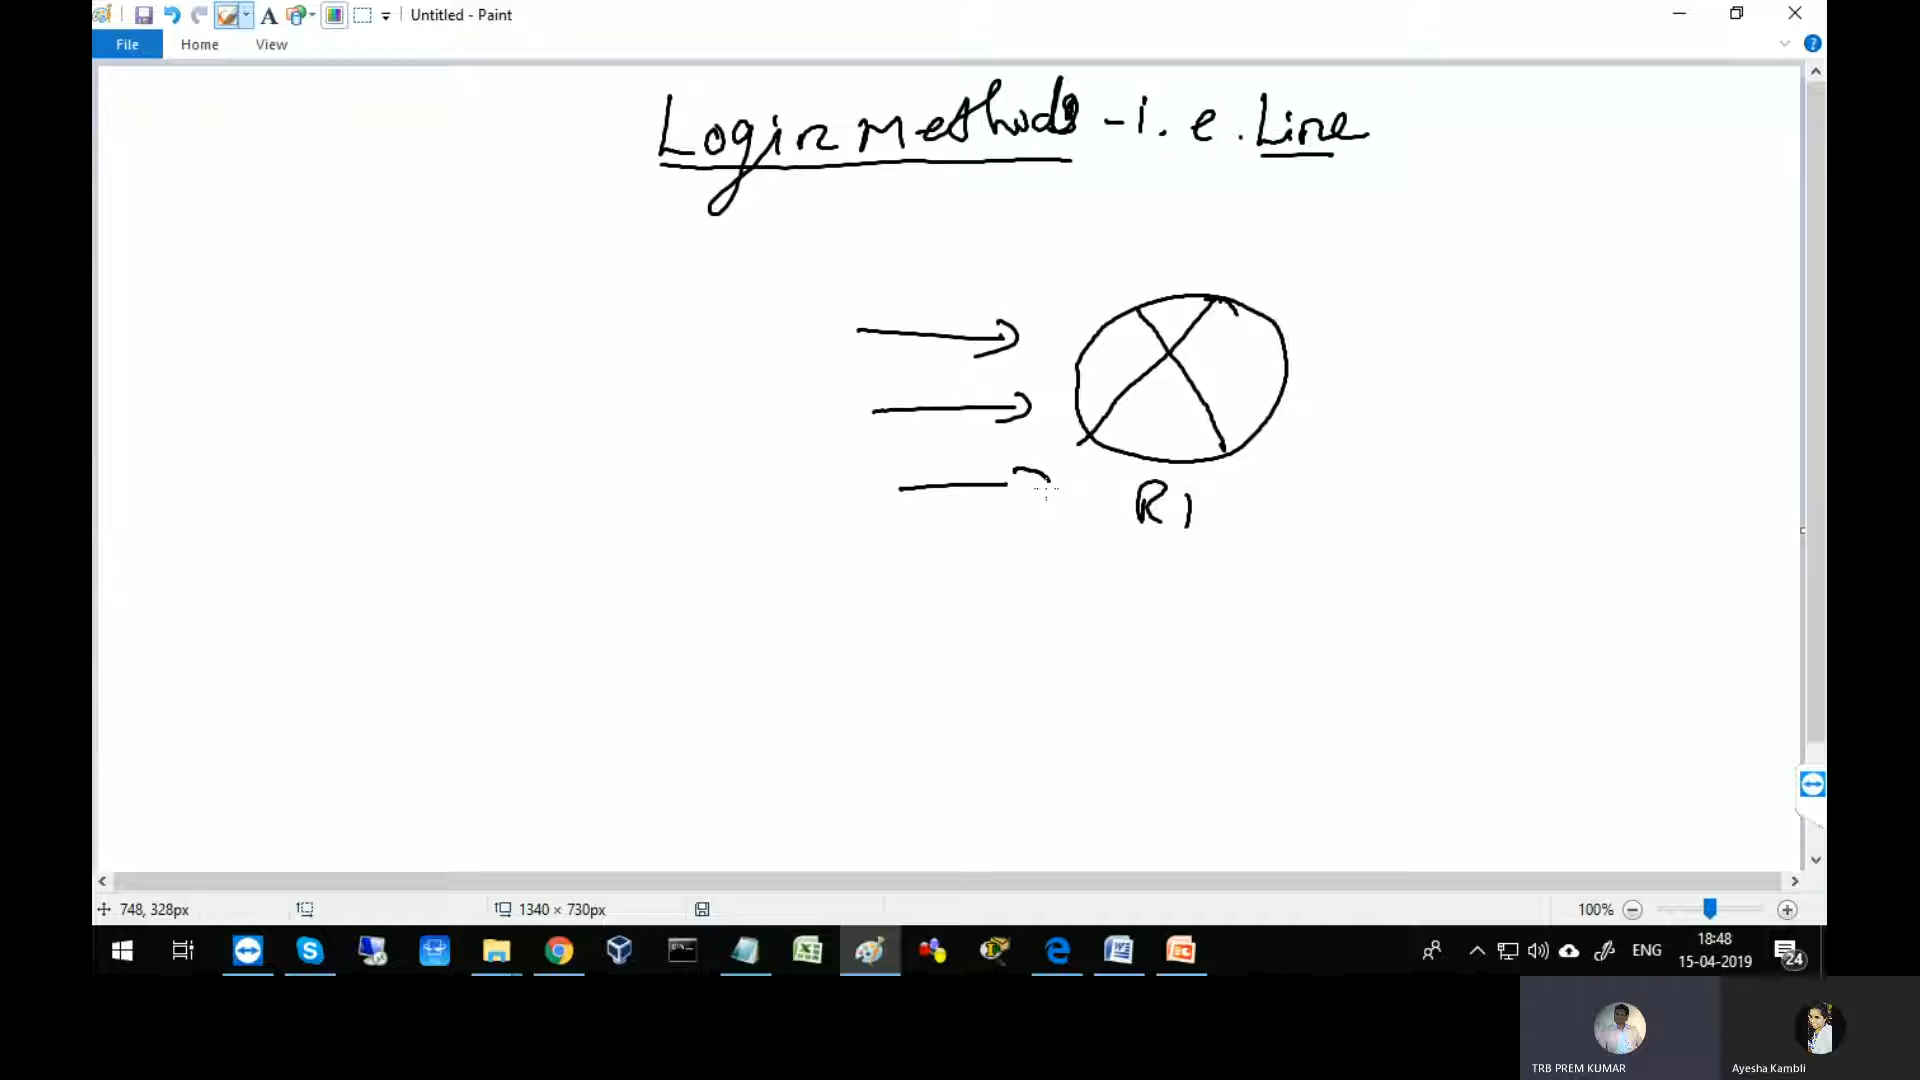 Untitled - Paint
File Home View
Login Methods - i.e. Line
R1
748, 328px 1340 × 730px 100%
ENG 18:48
15-04-2019 24
TRB PREM KUMAR Ayesha Kambli